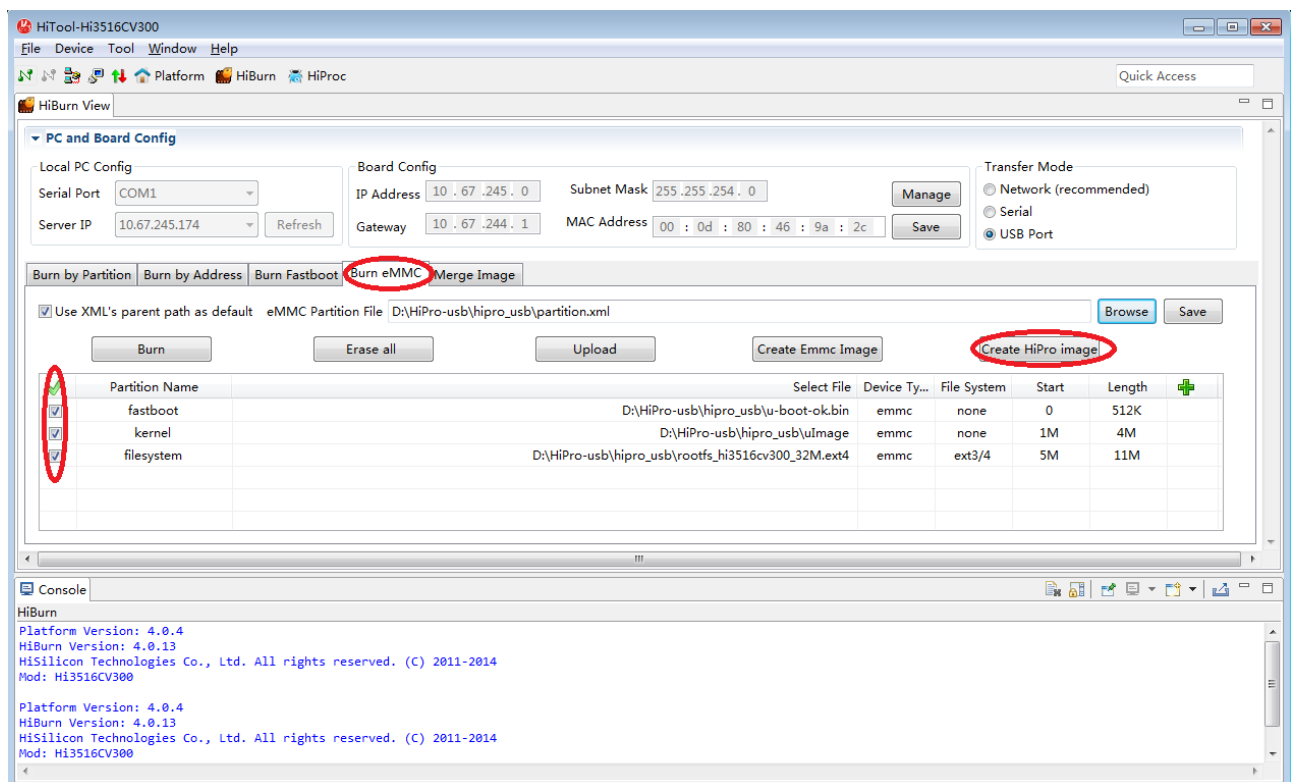 HiTool-Hi3516CV300
File Device Tool Window Help
Platform HiBurn HiProc Quick Access
HiBurn View
PC and Board Config
Local PC Config Board Config Transfer Mode
Serial Port COM1 IP Address 10 . 67 .245 . 0 Subnet Mask 255 .255 .254 . 0 Manage Network (recommended)
Serial
Server IP 10.67.245.174 Refresh Gateway 10 . 67 .244 . 1 MAC Address 00 : 0d : 80 : 46 : 9a : 2c Save USB Port
Burn by Partition Burn by Address Burn Fastboot Burn eMMC Merge Image
Use XML's parent path as default eMMC Partition File D:\HiPro-usb\hipro_usb\partition.xml Browse Save
Burn Erase all Upload Create Emmc Image Create HiPro image
Partition Name Select File Device Ty... File System Start Length
fastboot D:\HiPro-usb\hipro_usb\u-boot-ok.bin emmc none 0 512K
kernel D:\HiPro-usb\hipro_usb\uImage emmc none 1M 4M
filesystem D:\HiPro-usb\hipro_usb\rootfs_hi3516cv300_32M.ext4 emmc ext3/4 5M 11M
Console
HiBurn
Platform Version: 4.0.4
HiBurn Version: 4.0.13
HiSilicon Technologies Co., Ltd. All rights reserved. (C) 2011-2014
Mod: Hi3516CV300
Platform Version: 4.0.4
HiBurn Version: 4.0.13
HiSilicon Technologies Co., Ltd. All rights reserved. (C) 2011-2014
Mod: Hi3516CV300